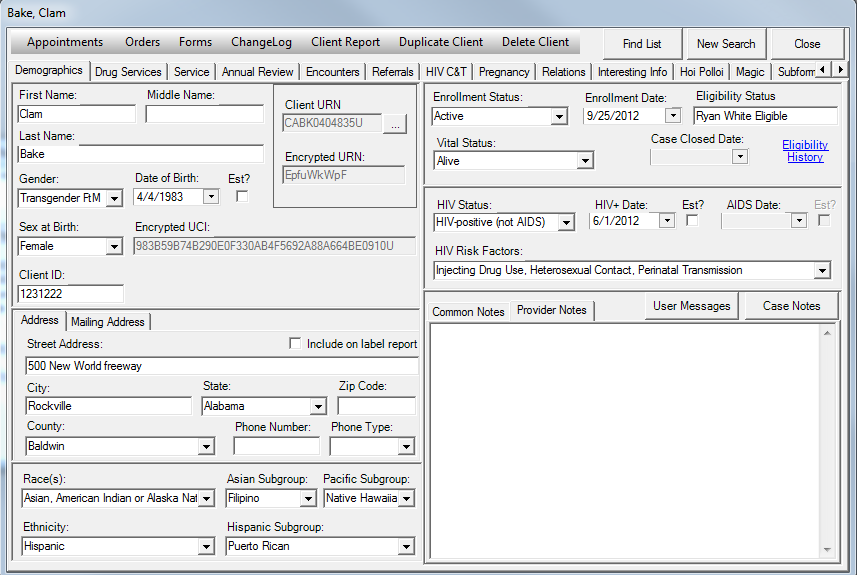 Bake, Clam
Appointments Orders Forms ChangeLog Client Report Duplicate Client Delete Client Find List New Search Close
Demographics Drug Services Service Annual Review Encounters Referrals HIV C&T Pregnancy Relations Interesting Info Hoi Polloi Magic Subform
First Name: Middle Name:
Clam
Last Name:
Bake
Client URN
CABK0404835U ...
Encrypted URN:
EpfuWkWpF
Gender: Date of Birth: Est?
Transgender FtM 4/4/1983
Sex at Birth: Encrypted UCI:
Female 983B59B74B290E0F330AB4F5692A88A664BE0910U
Client ID:
1231222
Address Mailing Address
Street Address: Include on label report
500 New World freeway
City: State: Zip Code:
Rockville Alabama
County: Phone Number: Phone Type:
Baldwin
Race(s): Asian Subgroup: Pacific Subgroup:
Asian, American Indian or Alaska Nat Filipino Native Hawaiia
Ethnicity: Hispanic Subgroup:
Hispanic Puerto Rican
Enrollment Status: Enrollment Date: Eligibility Status
Active 9/25/2012 Ryan White Eligible
Vital Status: Case Closed Date: Eligibility
Alive History
HIV Status: HIV+ Date: Est? AIDS Date: Est?
HIV-positive (not AIDS) 6/1/2012
HIV Risk Factors:
Injecting Drug Use, Heterosexual Contact, Perinatal Transmission
Common Notes Provider Notes User Messages Case Notes